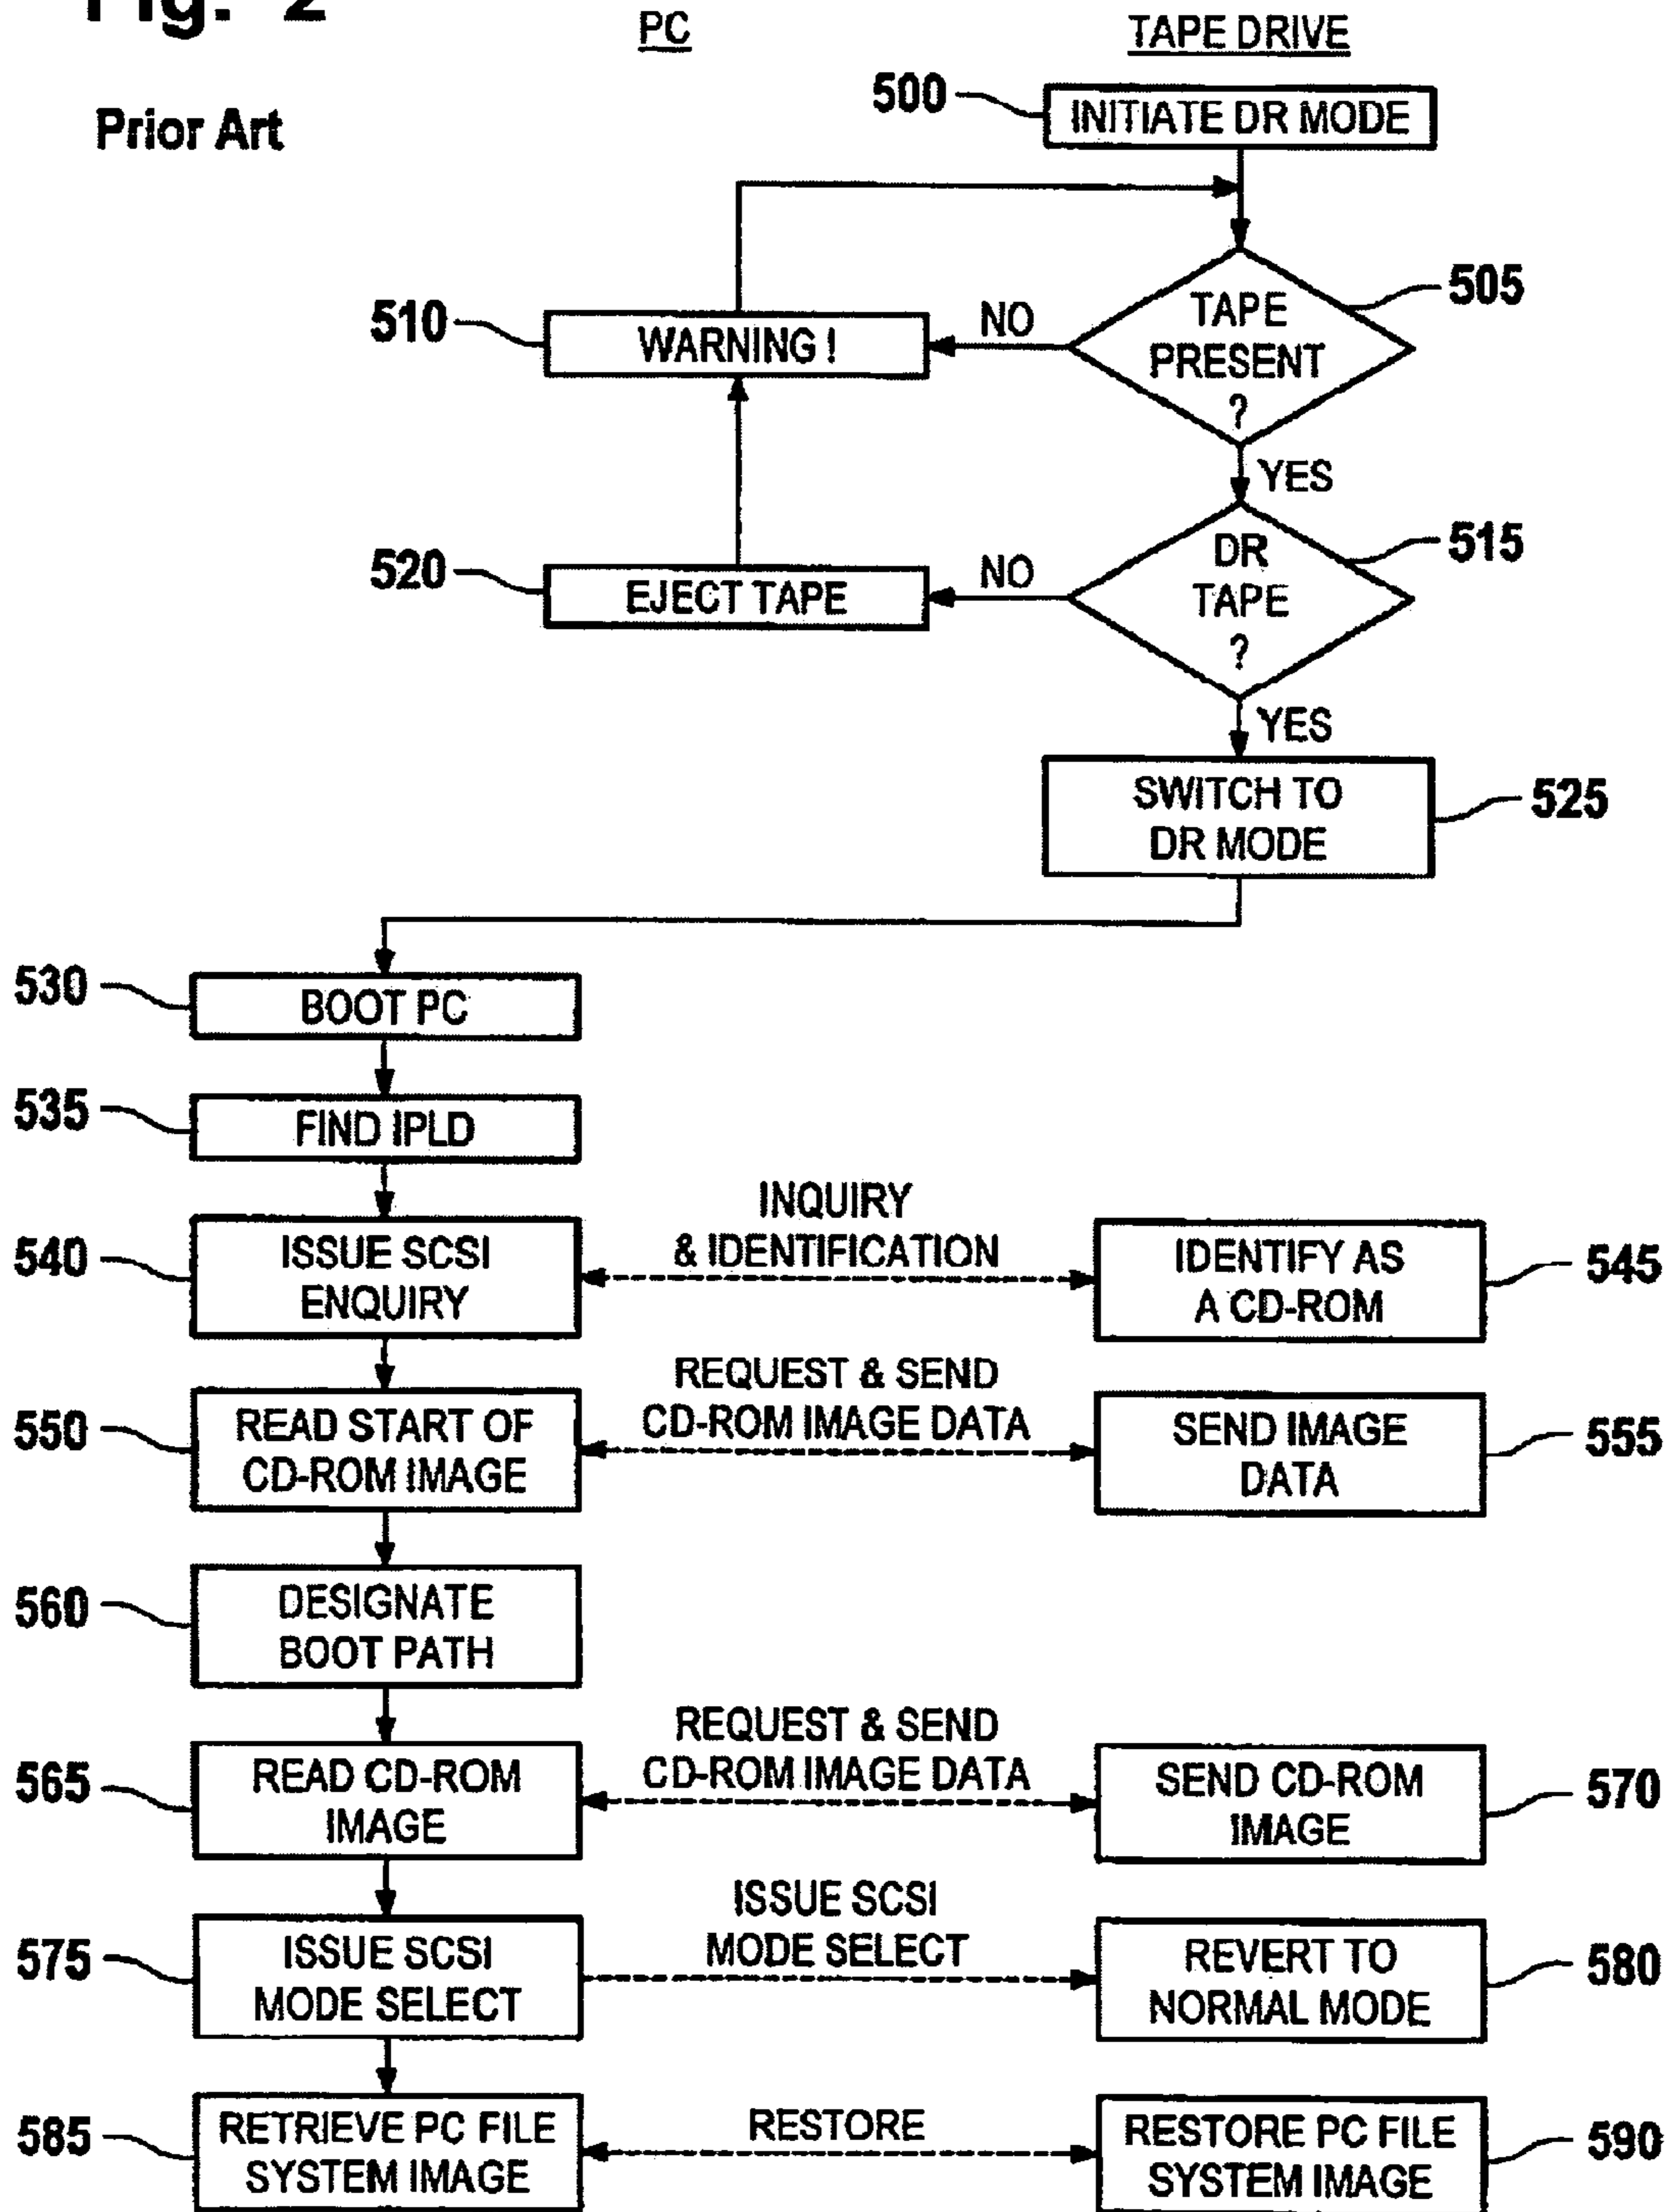 Fig. 2
Prior Art
PC
TAPE DRIVE
500
INITIATE DR MODE
505
TAPE
PRESENT
?
NO
510
WARNING !
YES
515
DR
TAPE
?
NO
520
EJECT TAPE
YES
SWITCH TO
DR MODE
525
530
BOOT PC
535
FIND IPLD
540
ISSUE SCSI
ENQUIRY
INQUIRY
& IDENTIFICATION
IDENTIFY AS
A CD-ROM
545
550
READ START OF
CD-ROM IMAGE
REQUEST & SEND
CD-ROM IMAGE DATA
SEND IMAGE
DATA
555
560
DESIGNATE
BOOT PATH
565
READ CD-ROM
IMAGE
REQUEST & SEND
CD-ROM IMAGE DATA
SEND CD-ROM
IMAGE
570
575
ISSUE SCSI
MODE SELECT
ISSUE SCSI
MODE SELECT
REVERT TO
NORMAL MODE
580
585
RETRIEVE PC FILE
SYSTEM IMAGE
RESTORE
RESTORE PC FILE
SYSTEM IMAGE
590